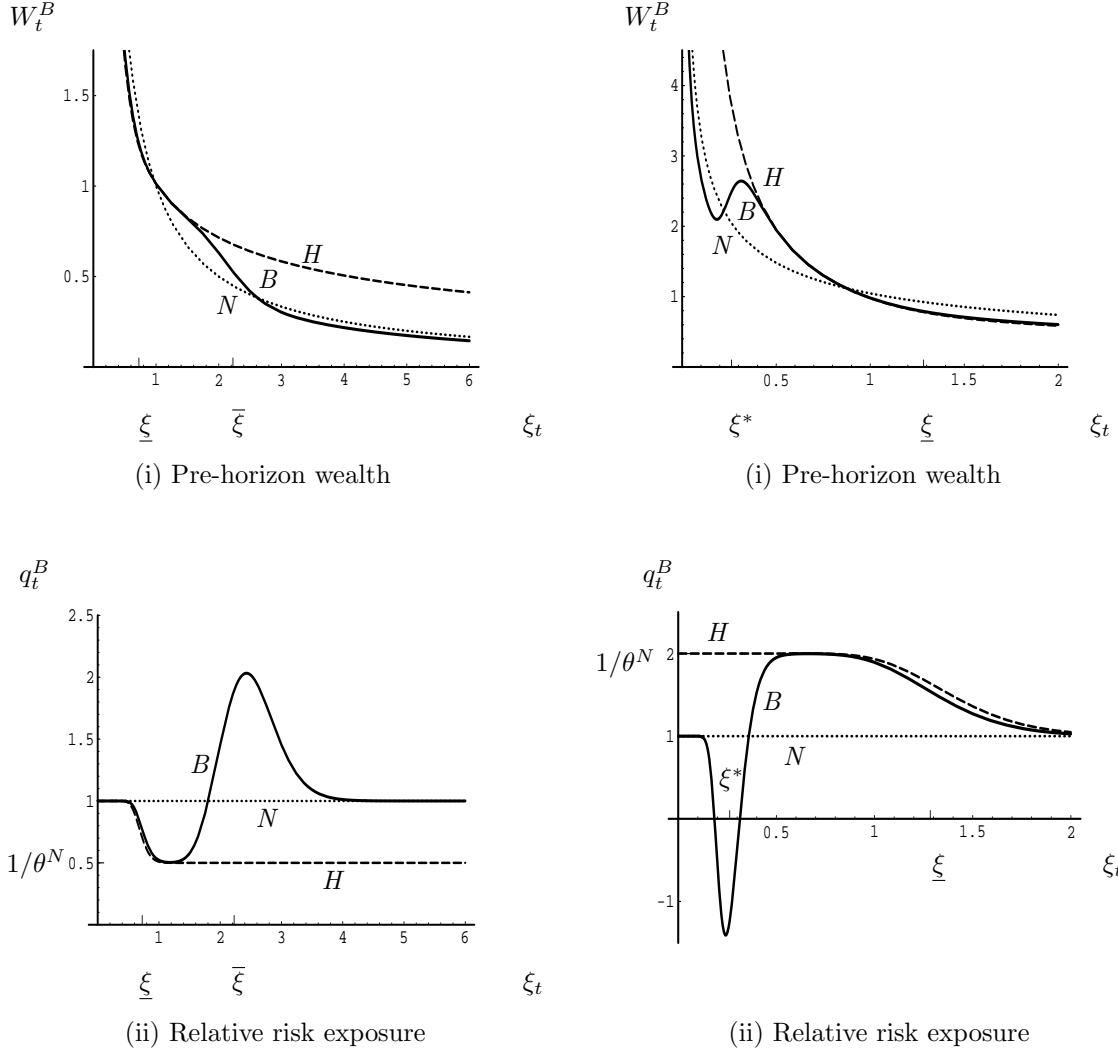 W_t^B
1.5
1
0.5
H
B
N
1 2 3 4 5 6
ξ ξ̅ ξ_t
(i) Pre-horizon wealth
W_t^B
4
3
2
1
H
B
N
0.5 1 1.5 2
ξ* ξ ξ_t
(i) Pre-horizon wealth
q_t^B
2.5
2
1.5
1
1/θ^N 0.5
B
N
H
1 2 3 4 5 6
ξ ξ̅ ξ_t
(ii) Relative risk exposure
q_t^B
H
1/θ^N 2
B
1
N
ξ*
0.5 1 1.5 2
ξ ξ_t
-1
(ii) Relative risk exposure